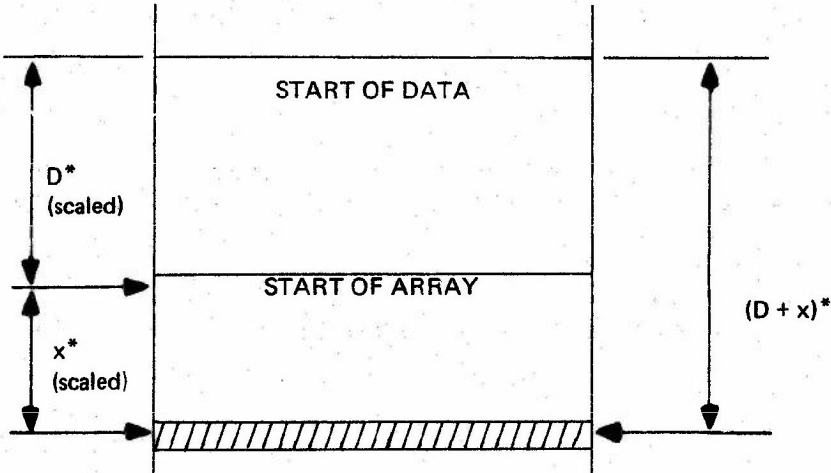 START OF DATA
D*
(scaled)
START OF ARRAY
(D + x)*
x*
(scaled)